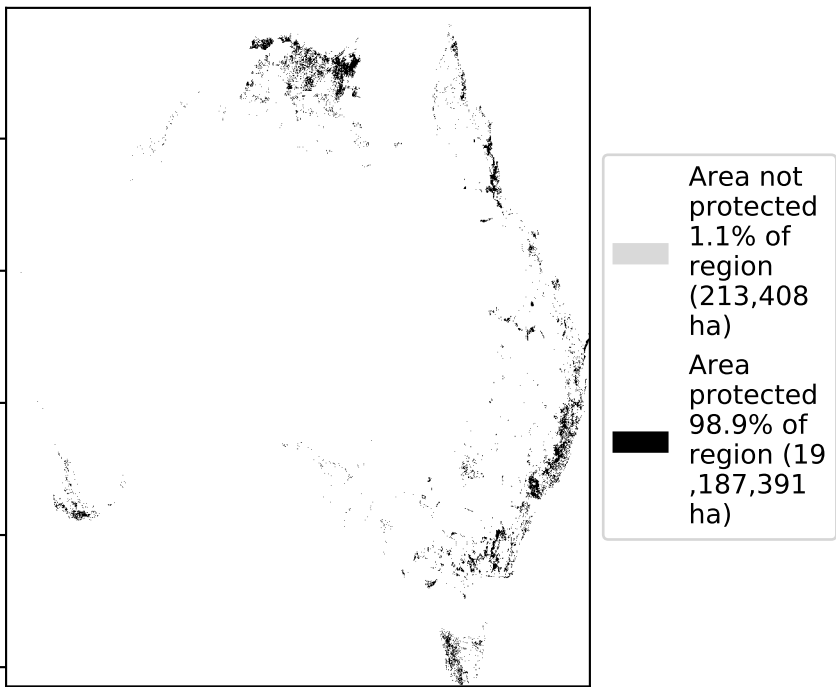 Area not
protected
1.1% of
region
(213,408
ha)
Area
protected
98.9% of
region (19
,187,391
ha)